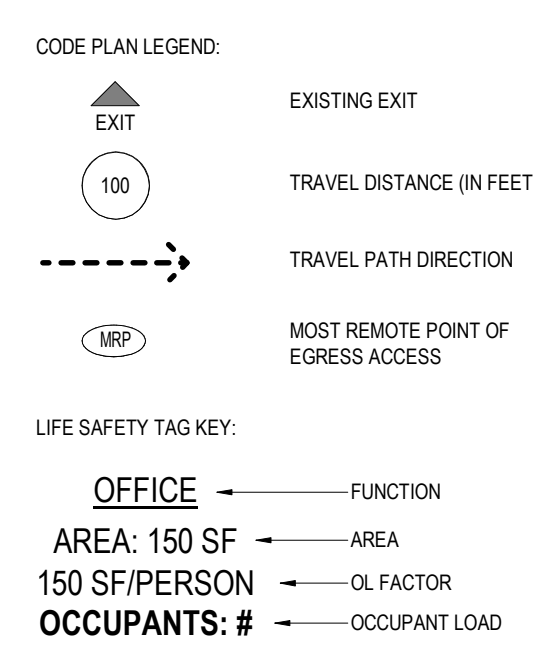 CODE PLAN LEGEND:
EXIT
EXISTING EXIT
100
TRAVEL DISTANCE (IN FEET
TRAVEL PATH DIRECTION
MRP
MOST REMOTE POINT OF
EGRESS ACCESS
LIFE SAFETY TAG KEY:
OFFICE
FUNCTION
AREA: 150 SF
AREA
150 SF/PERSON
OL FACTOR
OCCUPANTS: #
OCCUPANT LOAD